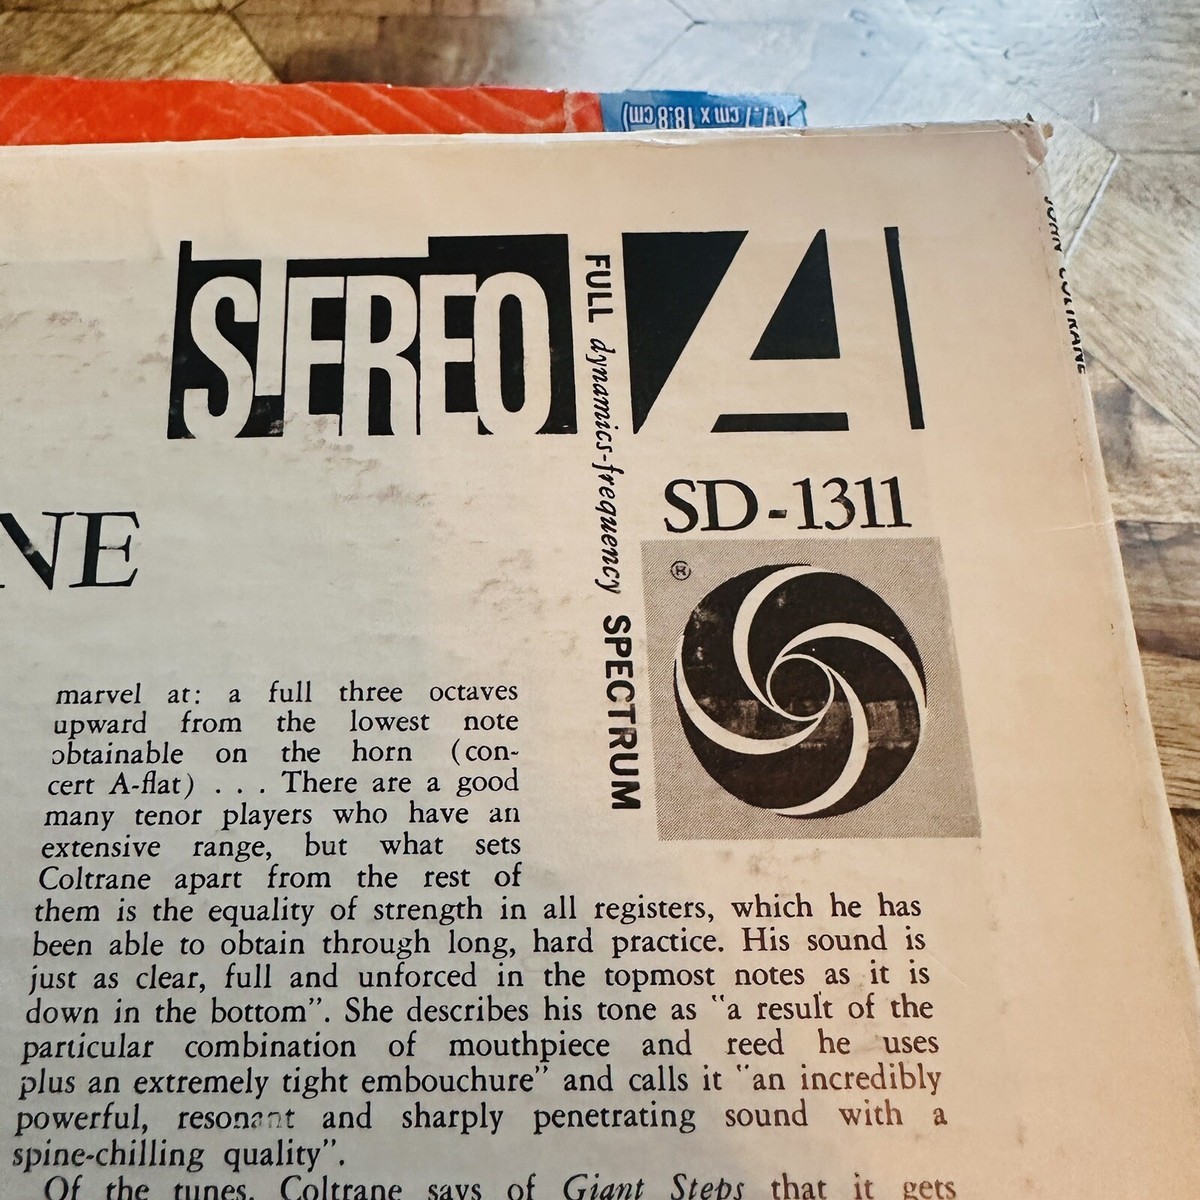 (17.7 cm x 18.8 cm)
JOHN COLTRANE
STEREO
FULL dynamics-frequency SPECTRUM
A
SD-1311
®
NE
marvel at: a full three octaves
upward from the lowest note
obtainable on the horn (con-
cert A-flat) . . . There are a good
many tenor players who have an
extensive range, but what sets
Coltrane apart from the rest of
them is the equality of strength in all registers, which he has
been able to obtain through long, hard practice. His sound is
just as clear, full and unforced in the topmost notes as it is
down in the bottom”. She describes his tone as “a result of the
particular combination of mouthpiece and reed he uses
plus an extremely tight embouchure” and calls it “an incredibly
powerful, resonant and sharply penetrating sound with a
spine-chilling quality”.
Of the tunes, Coltrane says of Giant Steps that it gets